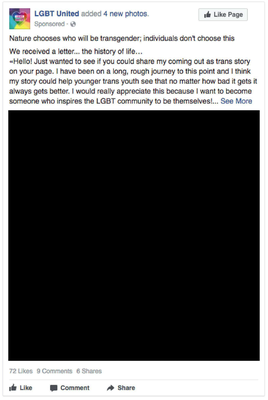 LGBT United added 4 new photos.
Sponsored ·
Like Page
Nature chooses who will be transgender; individuals don't choose this
We received a letter... the history of life…
«Hello! Just wanted to see if you could share my coming out as trans story
on your page. I have been on a long, rough journey to this point and I think
my story could help younger trans youth see that no matter how bad it gets it
always gets better. I would really appreciate this because I want to become
someone who inspires the LGBT community to be themselves!... See More
72 Likes 9 Comments 6 Shares
Like Comment Share